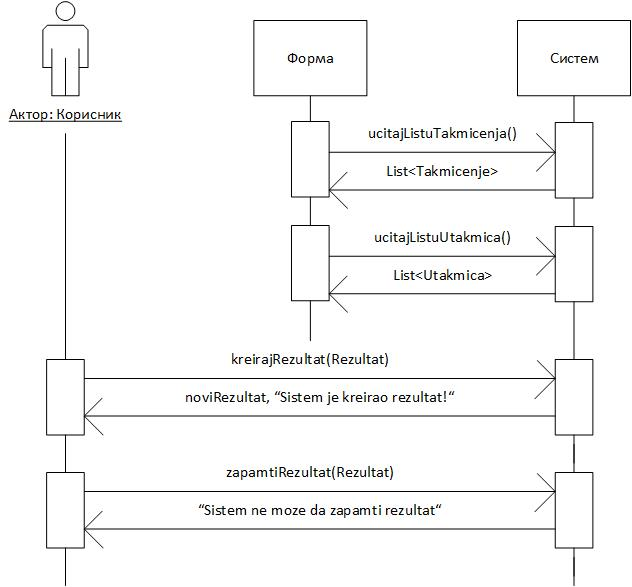 Форма
Систем
Актор: Корисник
ucitajListuTakmicenja()
List<Takmicenje>
ucitajListuUtakmica()
List<Utakmica>
kreirajRezultat(Rezultat)
noviRezultat, “Sistem je kreirao rezultat!“
zapamtiRezultat(Rezultat)
“Sistem ne moze da zapamti rezultat“